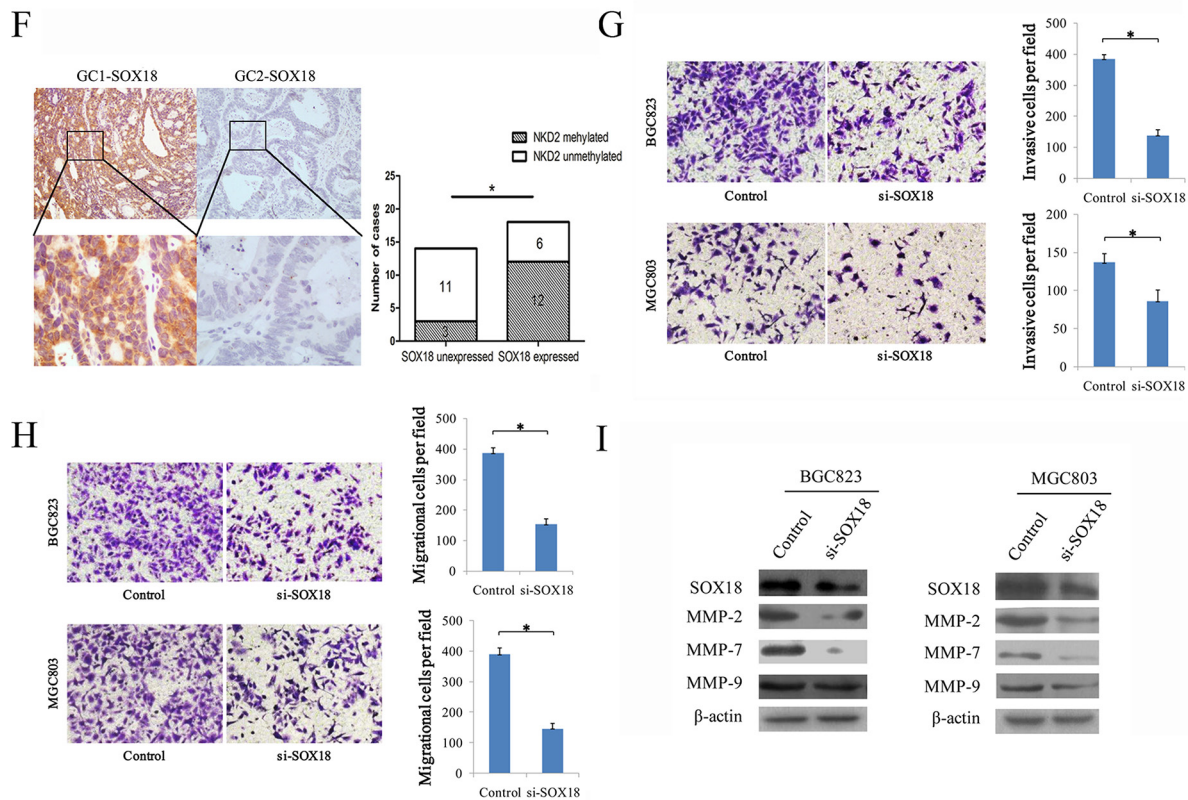 F
GC1-SOX18 GC2-SOX18
NKD2 mehylated
NKD2 unmethylated
*
Number of cases
25
20
15
10
5
0
11
3
6
12
SOX18 unexpressed SOX18 expressed
G
BGC823
Control si-SOX18
Invasive cells per field
500
400
300
200
100
0
*
Control si-SOX18
MGC803
Control si-SOX18
Invasive cells per field
200
150
100
50
0
*
Control si-SOX18
H
BGC823
Control si-SOX18
Migrational cells per field
500
400
300
200
100
0
*
Control si-SOX18
MGC803
Control si-SOX18
Migrational cells per field
500
400
300
200
100
0
*
Control si-SOX18
I
BGC823
Control si-SOX18
SOX18
MMP-2
MMP-7
MMP-9
β-actin
MGC803
Control si-SOX18
SOX18
MMP-2
MMP-7
MMP-9
β-actin